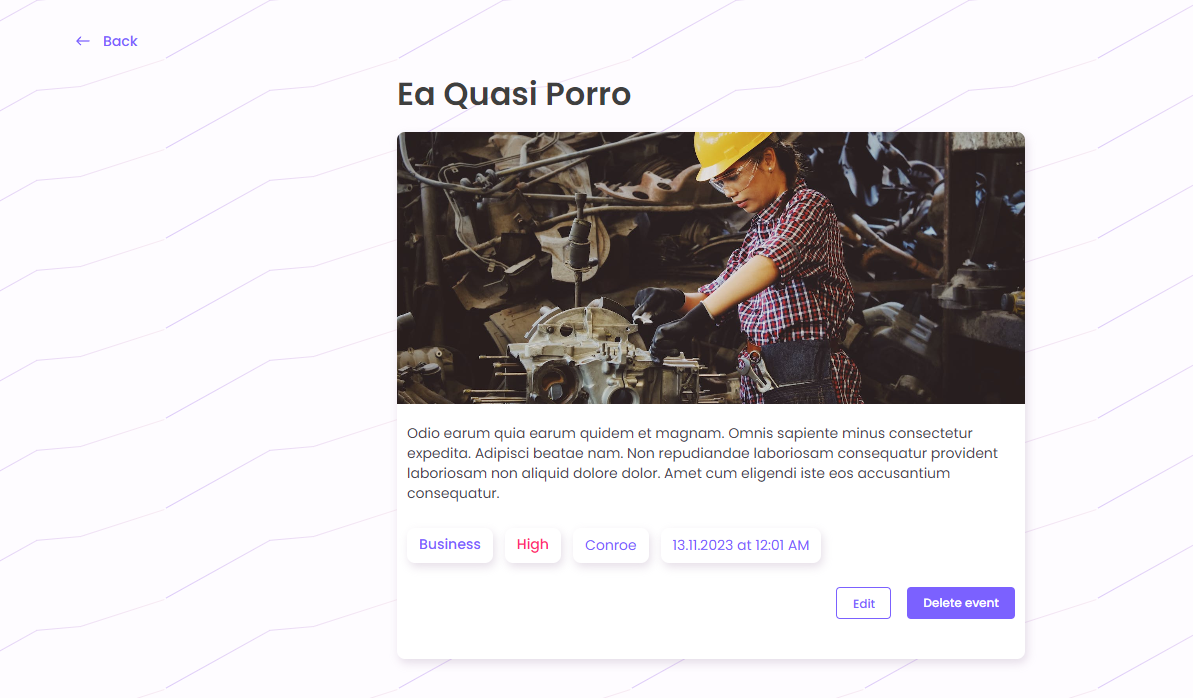 Back
Ea Quasi Porro
Odio earum quia earum quidem et magnam. Omnis sapiente minus consectetur
expedita. Adipisci beatae nam. Non repudiandae laboriosam consequatur provident
laboriosam non aliquid dolore dolor. Amet cum eligendi iste eos accusantium
consequatur.
Business High Conroe 13.11.2023 at 12:01 AM
Edit Delete event